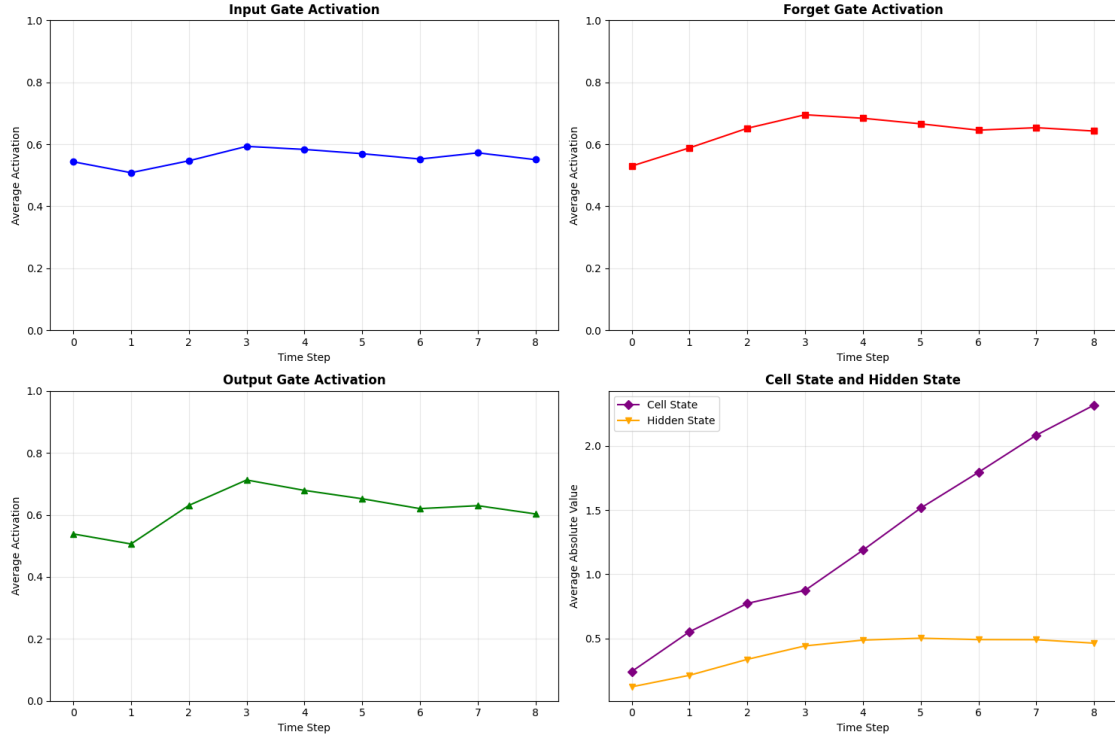 Input Gate Activation
1.0
0.8
0.6
0.4
0.2
0.0
Average Activation
0 1 2 3 4 5 6 7 8
Time Step
Forget Gate Activation
1.0
0.8
0.6
0.4
0.2
0.0
Average Activation
0 1 2 3 4 5 6 7 8
Time Step
Output Gate Activation
1.0
0.8
0.6
0.4
0.2
0.0
Average Activation
0 1 2 3 4 5 6 7 8
Time Step
Cell State and Hidden State
Cell State
Hidden State
2.0
1.5
1.0
0.5
Average Absolute Value
0 1 2 3 4 5 6 7 8
Time Step